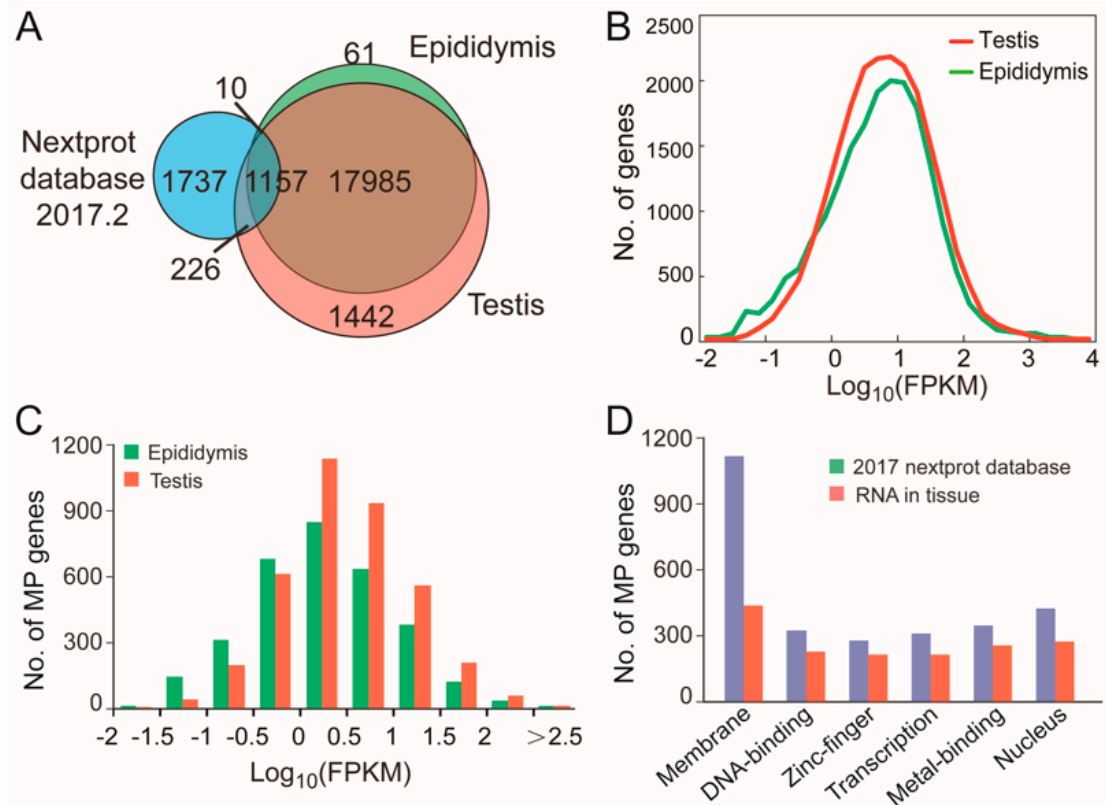 A
61
Epididymis
10
Nextprot
database
2017.2
1737
1157
17985
226
Testis
1442
B
No. of genes
2500
2000
1500
1000
500
0
Testis
Epididymis
-2 -1 0 1 2 3 4
Log10(FPKM)
C
No. of MP genes
1200
900
600
300
0
Epididymis
Testis
-2 -1.5 -1 -0.5 0 0.5 1 1.5 2 >2.5
Log10(FPKM)
D
No. of MP genes
1200
900
600
300
0
2017 nextprot database
RNA in tissue
Membrane
DNA-binding
Zinc-finger
Transcription
Metal-binding
Nucleus